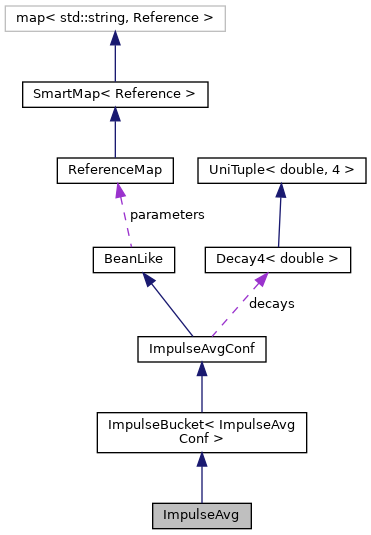 map< std::string, Reference >
SmartMap< Reference >
ReferenceMap
UniTuple< double, 4 >
parameters
BeanLike
Decay4< double >
decays
ImpulseAvgConf
ImpulseBucket< ImpulseAvg
Conf >
ImpulseAvg